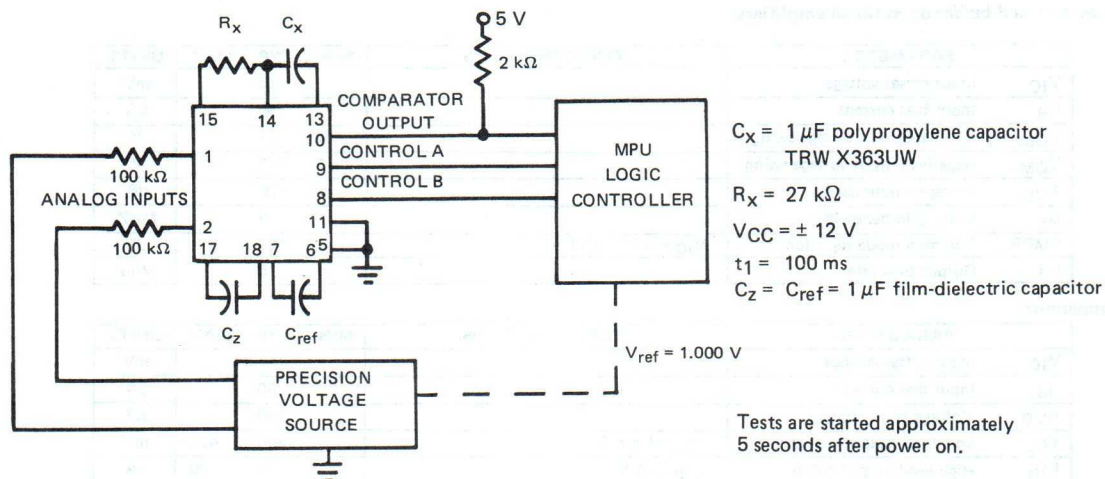 Rx
Cx
5 V
2 kΩ
15
14
13
10
COMPARATOR
OUTPUT
1
100 kΩ
9
CONTROL A
ANALOG INPUTS
8
CONTROL B
2
100 kΩ
11
17
18
7
6
5
Cz
Cref
MPU
LOGIC
CONTROLLER
Vref = 1.000 V
PRECISION
VOLTAGE
SOURCE
Cx = 1 μF polypropylene capacitor
TRW X363UW
Rx = 27 kΩ
VCC = ± 12 V
t1 = 100 ms
Cz = Cref = 1 μF film-dielectric capacitor
Tests are started approximately
5 seconds after power on.